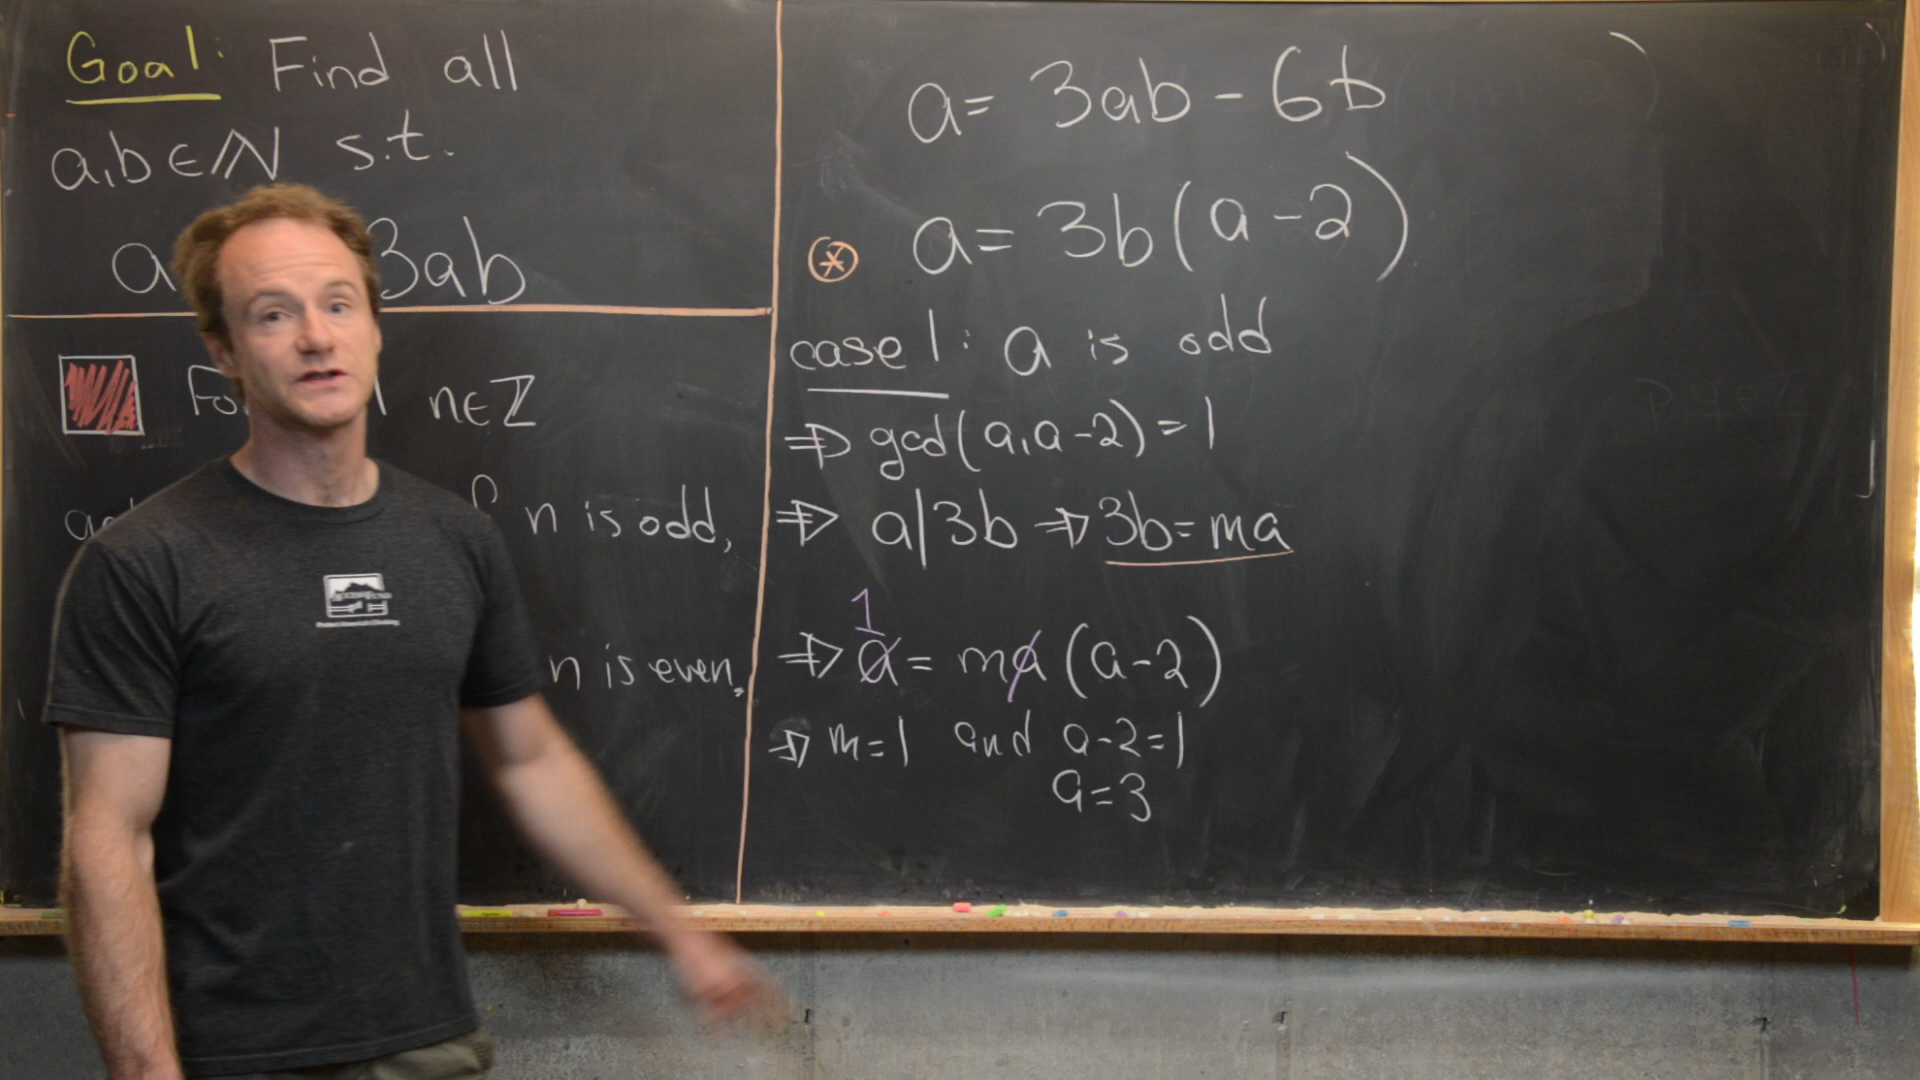 Goal: Find all
a,b∈ℕ s.t.
a 3ab
n∈ℤ
n is odd,
n is even.
a = 3ab - 6b
⊛ a = 3b(a-2)
case 1: a is odd
⇒ gcd(a,a-2) = 1
⇒ a|3b ⇒ 3b = ma
1
⇒ a = ma(a-2)
⇒ m=1 and a-2=1
a=3